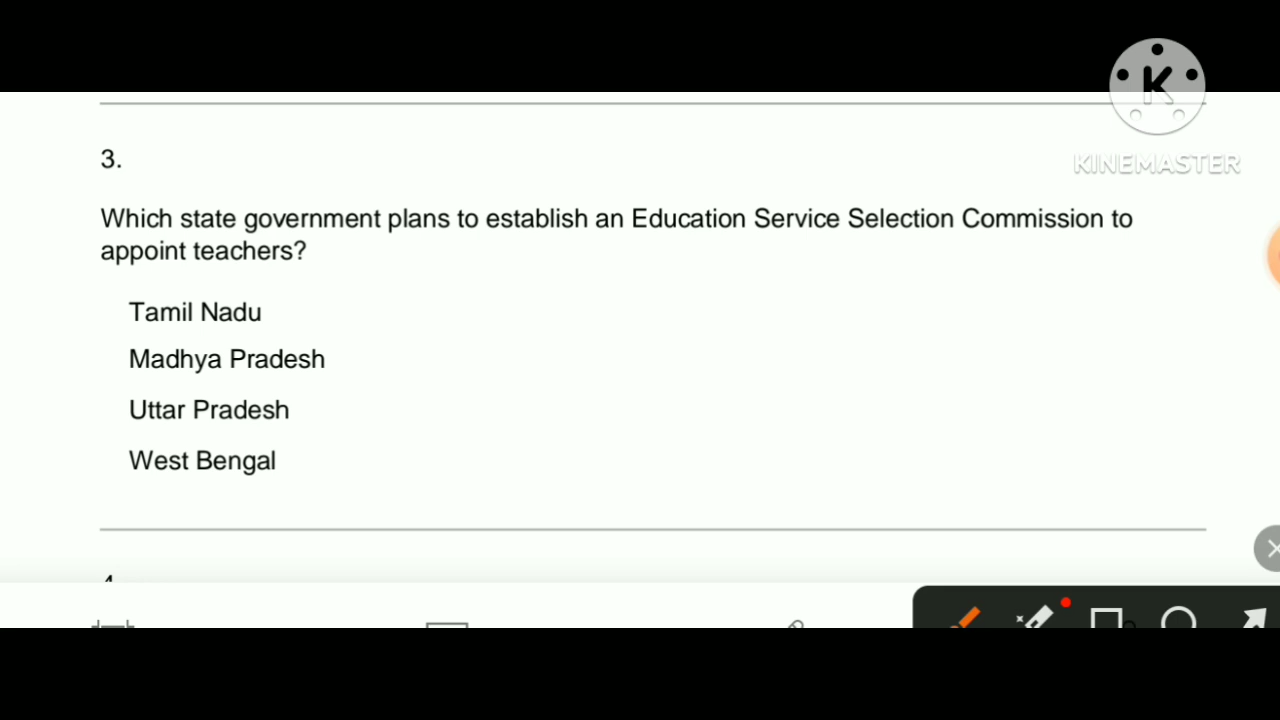 K
KINEMASTER
3.
Which state government plans to establish an Education Service Selection Commission to
appoint teachers?
Tamil Nadu
Madhya Pradesh
Uttar Pradesh
West Bengal